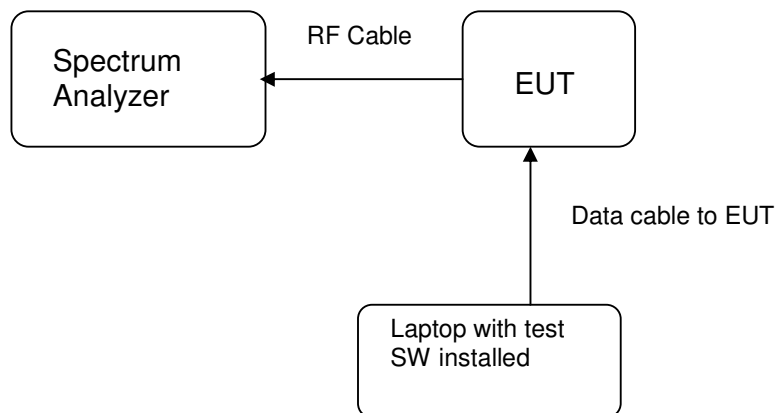 RF Cable
Spectrum
Analyzer
EUT
Data cable to EUT
Laptop with test
SW installed